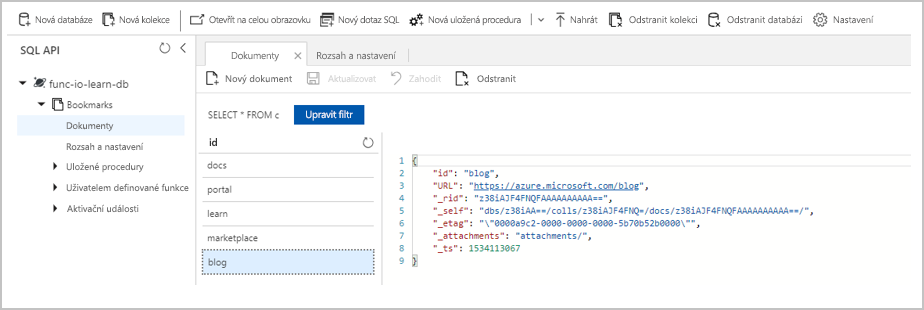 Nová databáze Nová kolekce Otevřít na celou obrazovku Nový dotaz SQL Nová uložená procedura Nahrát Odstranit kolekci Odstranit databázi Nastavení
SQL API
func-io-learn-db
Bookmarks
Dokumenty
Rozsah a nastavení
Uložené procedury
Uživatelem definované funkce
Aktivační události
Dokumenty Rozsah a nastavení
Nový dokument Aktualizovat Zahodit Odstranit
SELECT * FROM c Upravit filtr
id
docs
portal
learn
marketplace
blog
1 {
2 "id": "blog",
3 "URL": "https://azure.microsoft.com/blog",
4 "_rid": "z38iAJF4FNQFAAAAAAAAAA==",
5 "_self": "dbs/z38iAA==/colls/z38iAJF4FNQ=/docs/z38iAJF4FNQFAAAAAAAAAA==/",
6 "_etag": "\"0000a9c2-0000-0000-0000-5b70b52b0000\"",
7 "_attachments": "attachments/",
8 "_ts": 1534113067
9 }